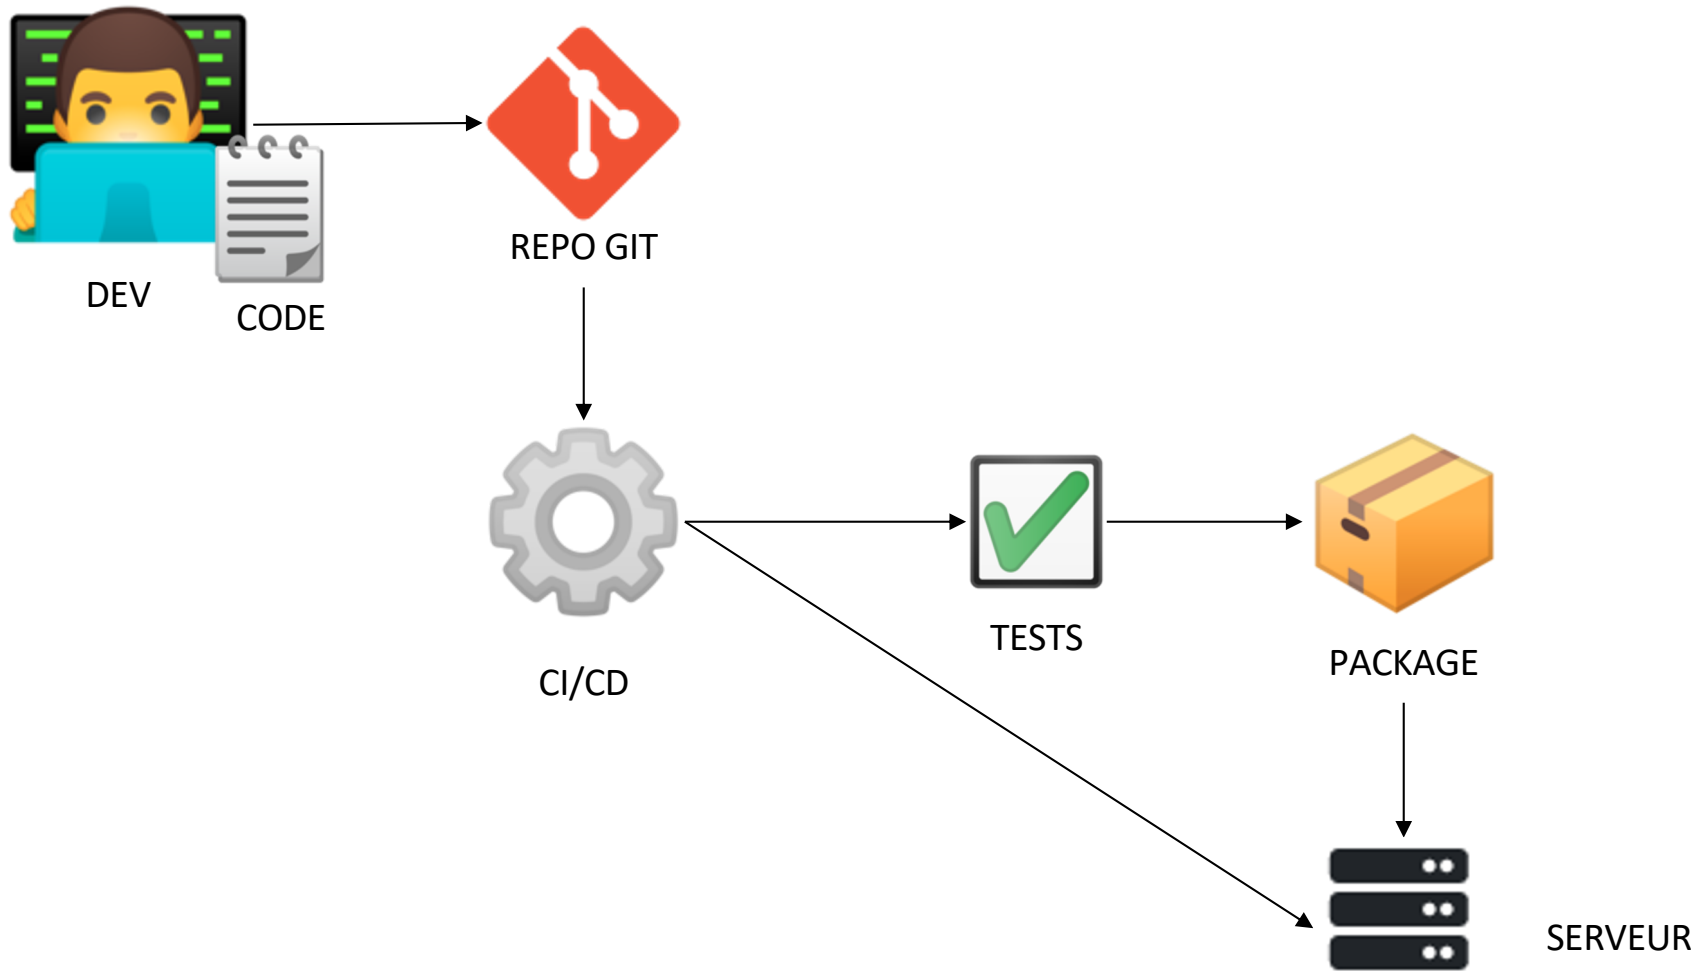 DEV
CODE
REPO GIT
CI/CD
TESTS
PACKAGE
SERVEUR